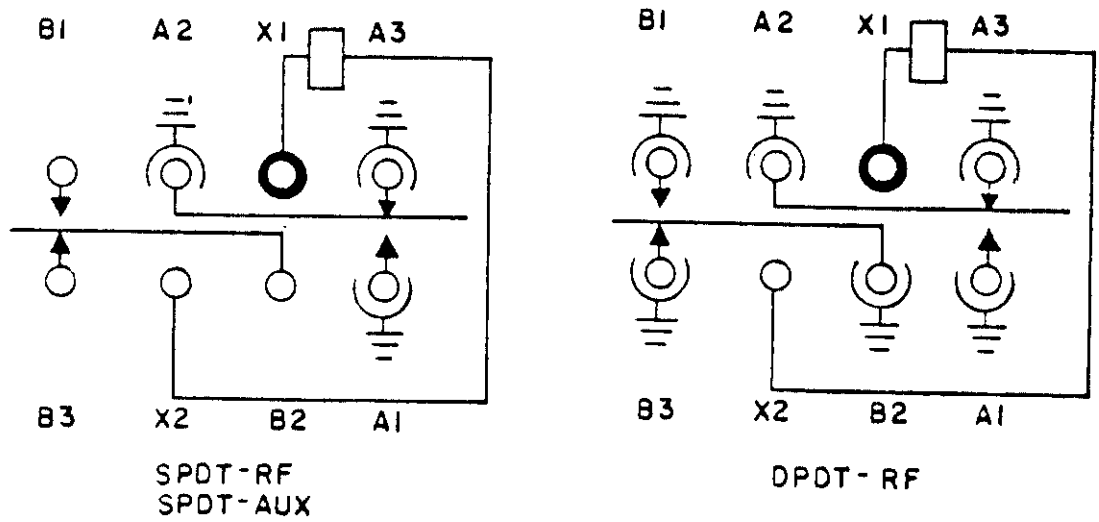 B1 A2 X1 A3
B3 X2 B2 A1
SPDT-RF
SPDT-AUX
B1 A2 X1 A3
B3 X2 B2 A1
DPDT-RF